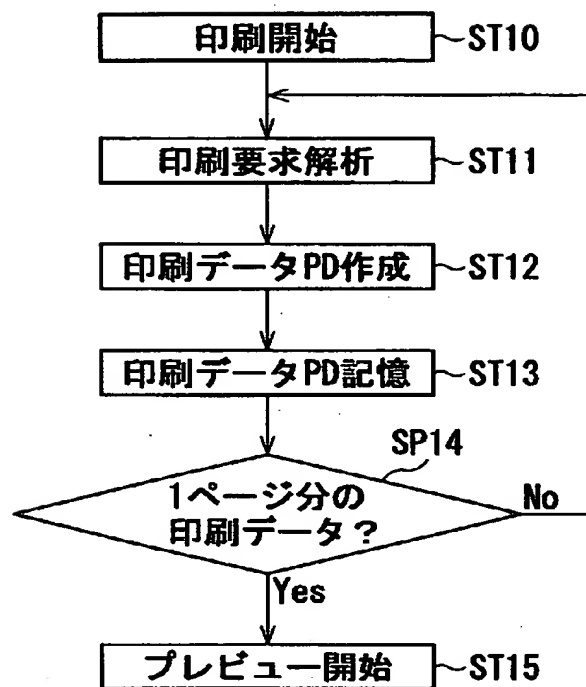 印刷開始 ~ST10
印刷要求解析 ~ST11
印刷データPD作成 ~ST12
印刷データPD記憶 ~ST13
SP14
1ページ分の
印刷データ?
No
Yes
プレビュー開始 ~ST15